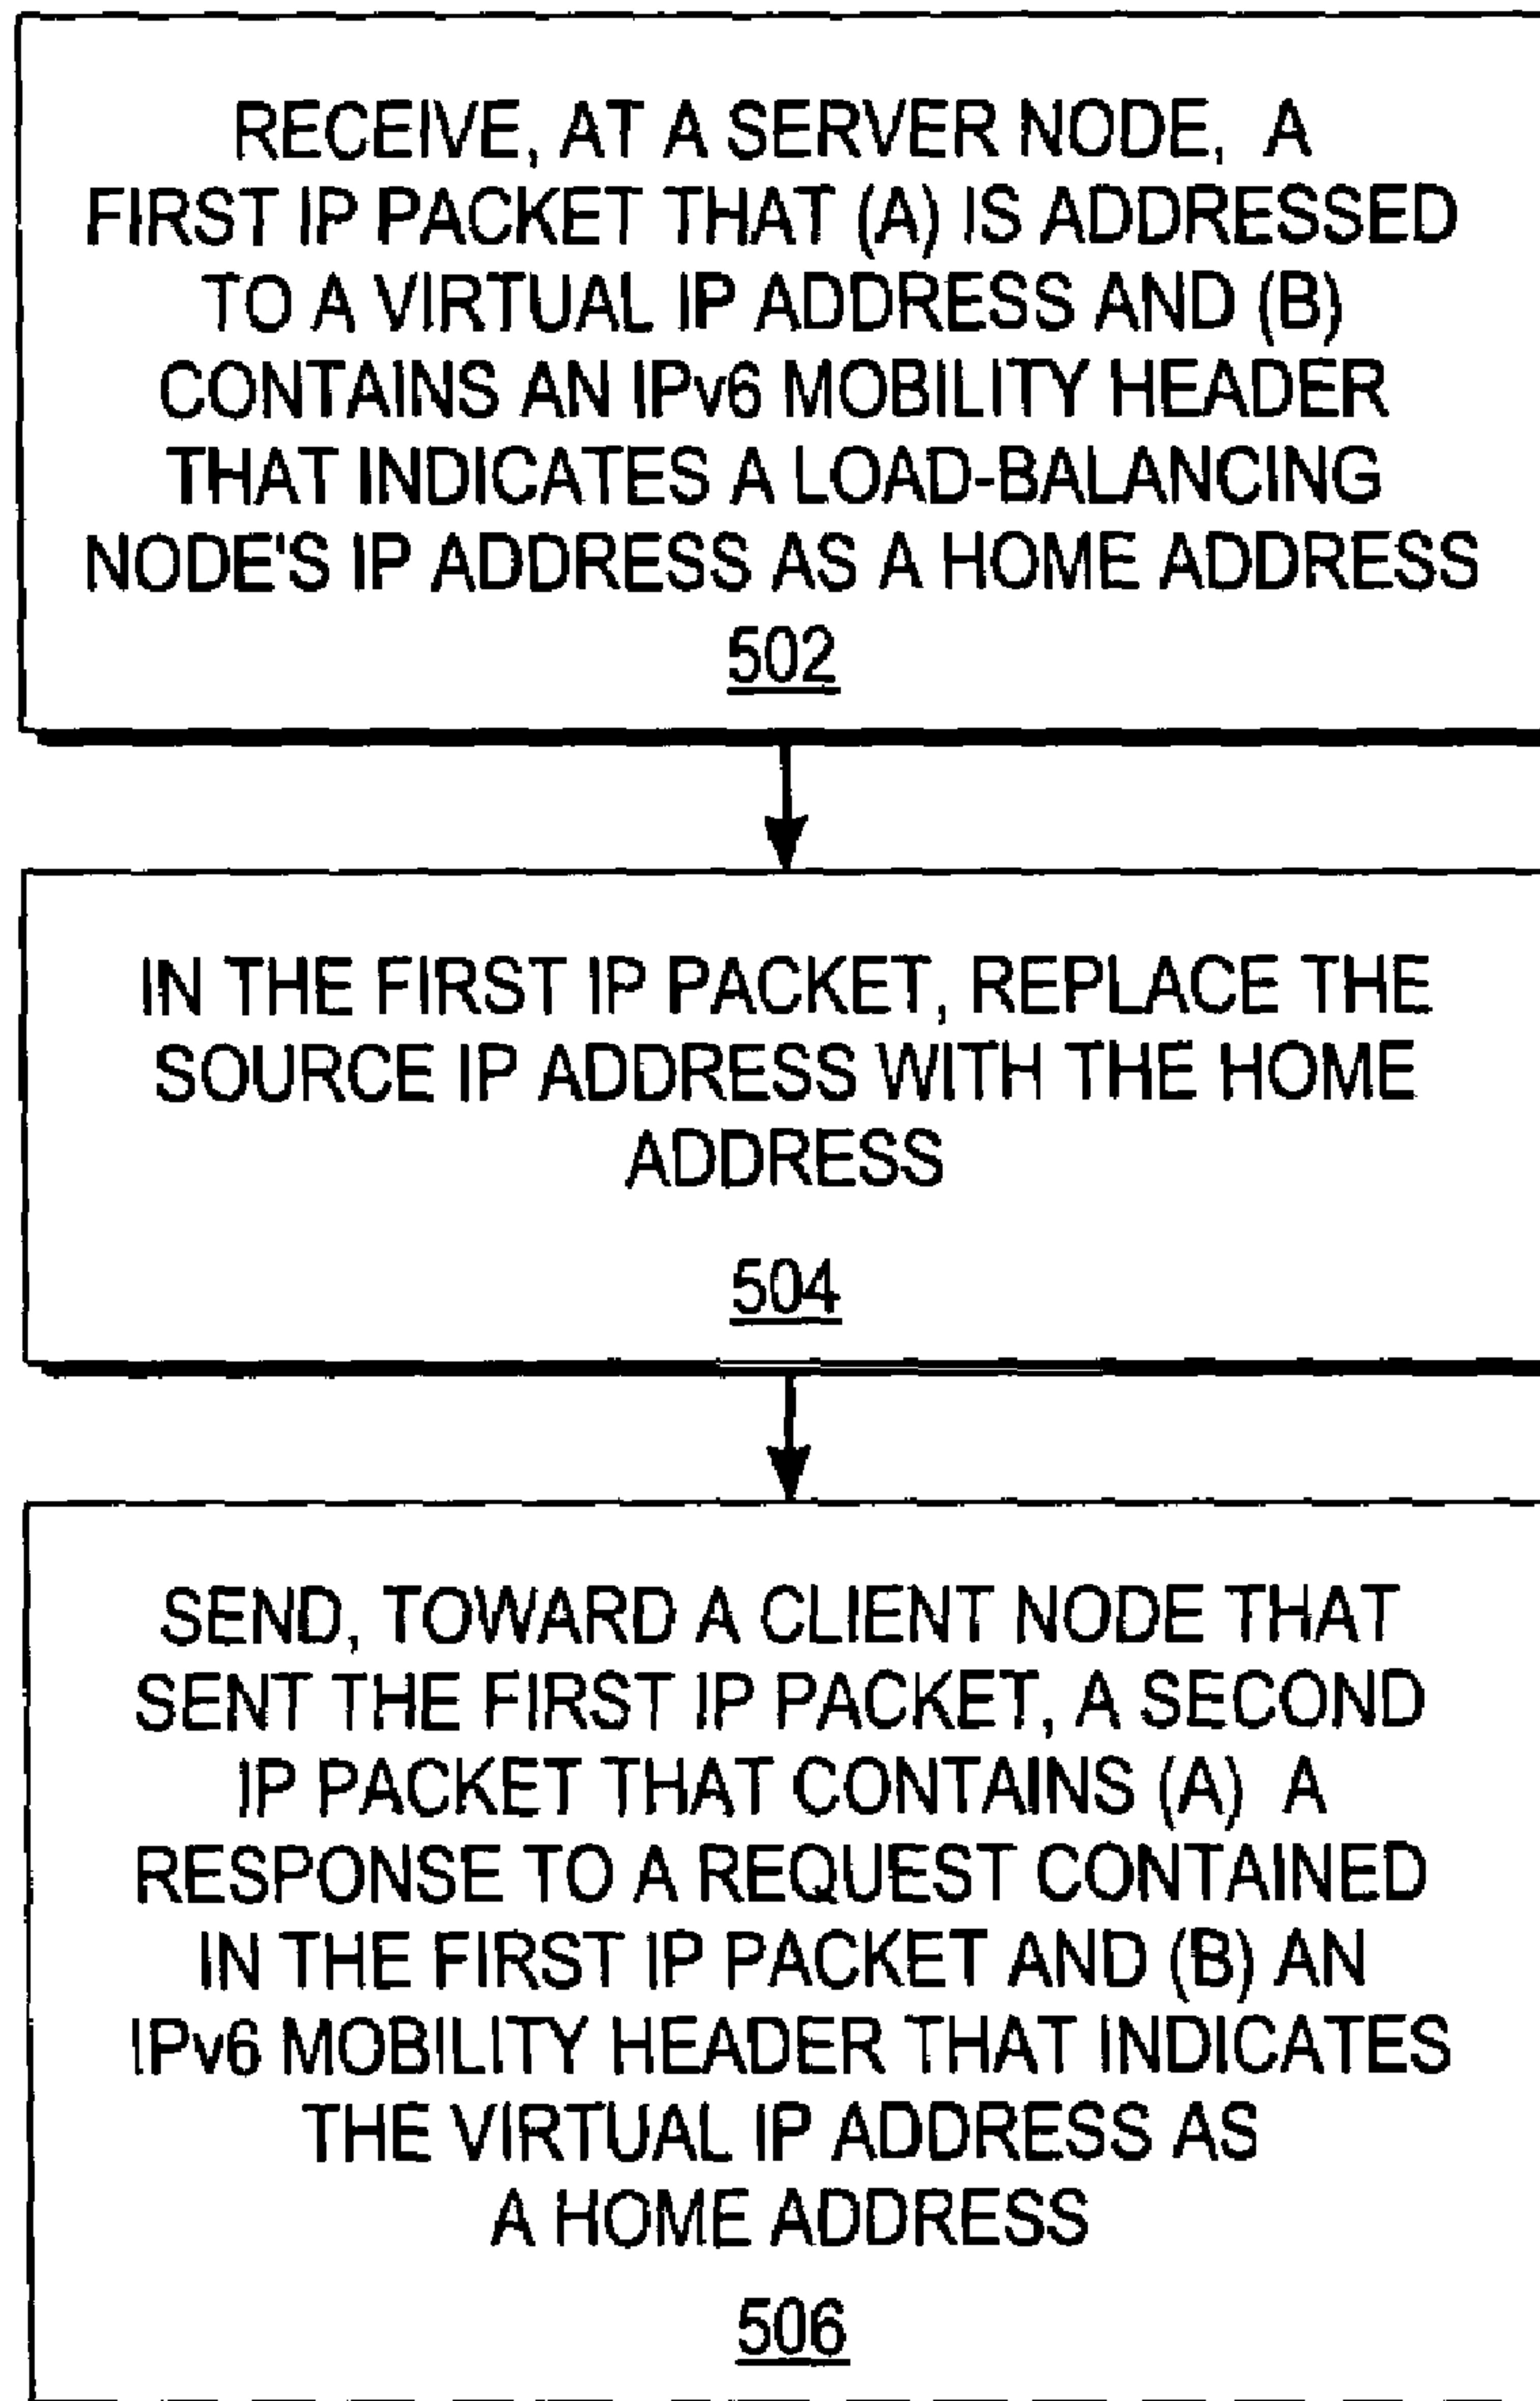 RECEIVE, AT A SERVER NODE, A
FIRST IP PACKET THAT (A) IS ADDRESSED
TO A VIRTUAL IP ADDRESS AND (B)
CONTAINS AN IPv6 MOBILITY HEADER
THAT INDICATES A LOAD-BALANCING
NODE'S IP ADDRESS AS A HOME ADDRESS
502
IN THE FIRST IP PACKET, REPLACE THE
SOURCE IP ADDRESS WITH THE HOME
ADDRESS
504
SEND, TOWARD A CLIENT NODE THAT
SENT THE FIRST IP PACKET, A SECOND
IP PACKET THAT CONTAINS (A) A
RESPONSE TO A REQUEST CONTAINED
IN THE FIRST IP PACKET AND (B) AN
IPv6 MOBILITY HEADER THAT INDICATES
THE VIRTUAL IP ADDRESS AS
A HOME ADDRESS
506